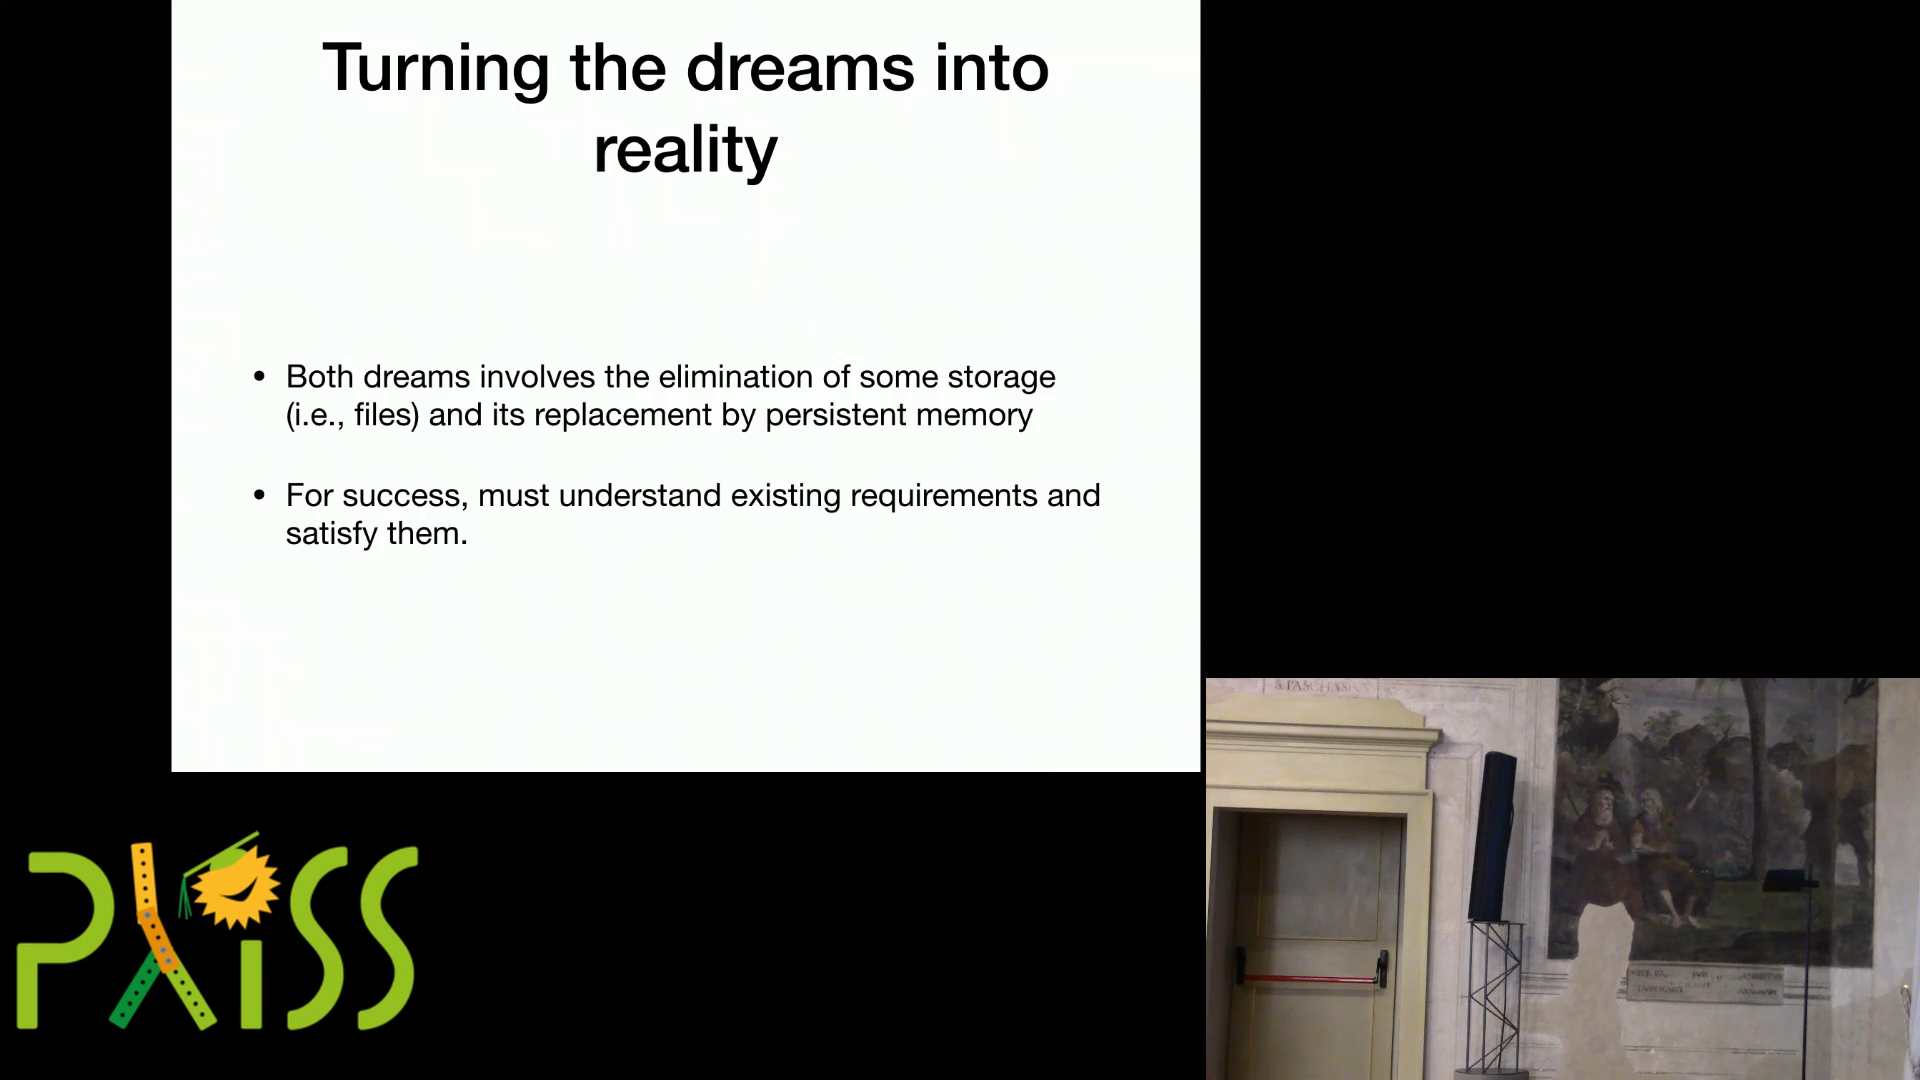 Turning the dreams into
reality
• Both dreams involves the elimination of some storage
(i.e., files) and its replacement by persistent memory
• For success, must understand existing requirements and
satisfy them.
PLISS